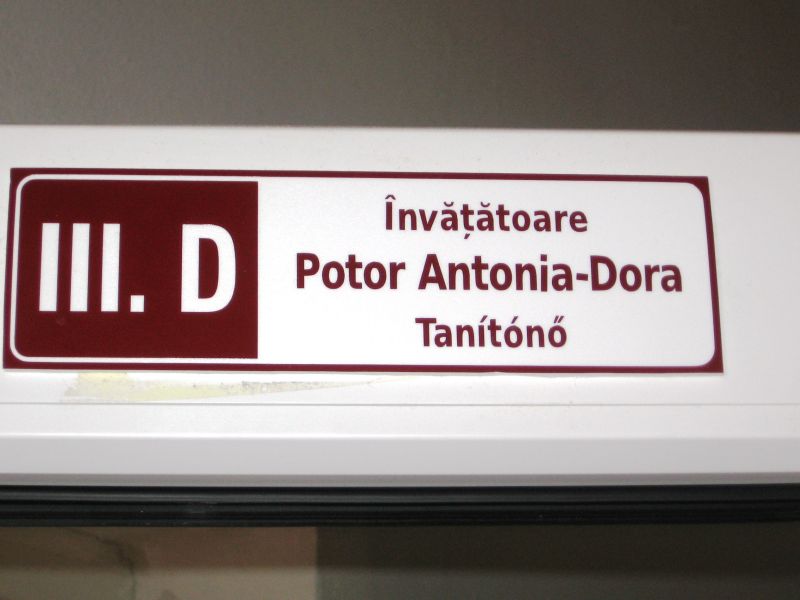 III. D
Învățătoare
Potor Antonia-Dora
Tanítónő